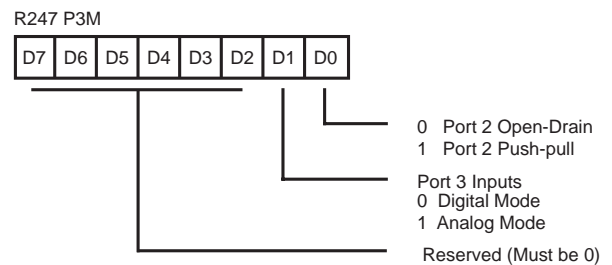 R247 P3M
D7 D6 D5 D4 D3 D2 D1 D0
0 Port 2 Open-Drain
1 Port 2 Push-pull
Port 3 Inputs
0 Digital Mode
1 Analog Mode
Reserved (Must be 0)